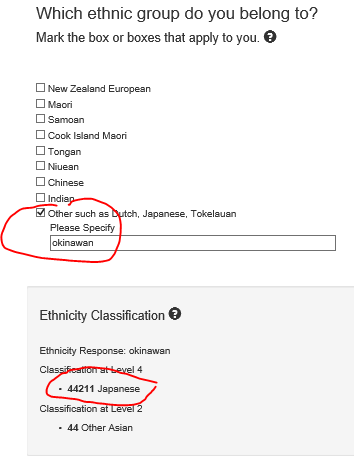 Which ethnic group do you belong to?
Mark the box or boxes that apply to you. ?
New Zealand European
Maori
Samoan
Cook Island Maori
Tongan
Niuean
Chinese
Indian
Other such as Dutch, Japanese, Tokelauan
Please Specify
okinawan
Ethnicity Classification ?
Ethnicity Response: okinawan
Classification at Level 4
• 44211 Japanese
Classification at Level 2
• 44 Other Asian